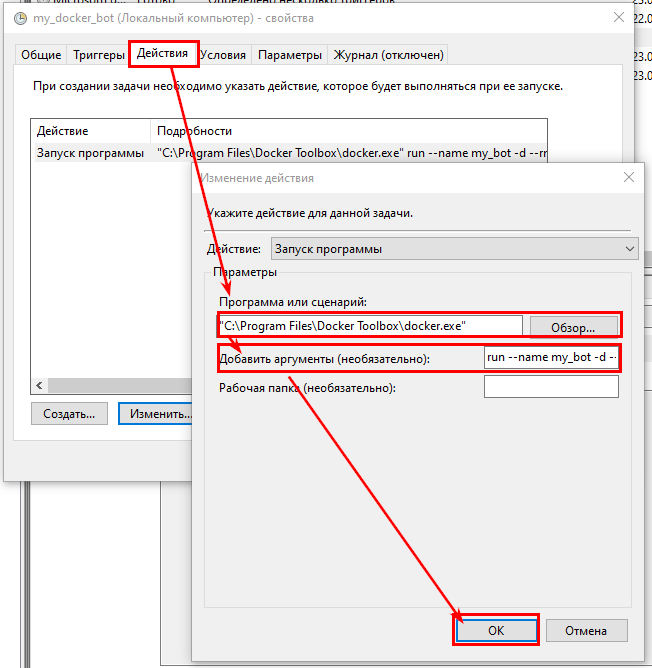 my_docker_bot (Локальный компьютер) - свойства
Общие Триггеры Действия Условия Параметры Журнал (отключен)
При создании задачи необходимо указать действие, которое будет выполняться при ее запуске.
Действие Подробности
Запуск программы "C:\Program Files\Docker Toolbox\docker.exe" run --name my_bot -d --rr
Изменение действия
Укажите действие для данной задачи.
Действие: Запуск программы
Параметры
Программа или сценарий:
"C:\Program Files\Docker Toolbox\docker.exe" Обзор...
Добавить аргументы (необязательно): run --name my_bot -d --
Рабочая папка (необязательно):
Создать... Изменить...
OK Отмена